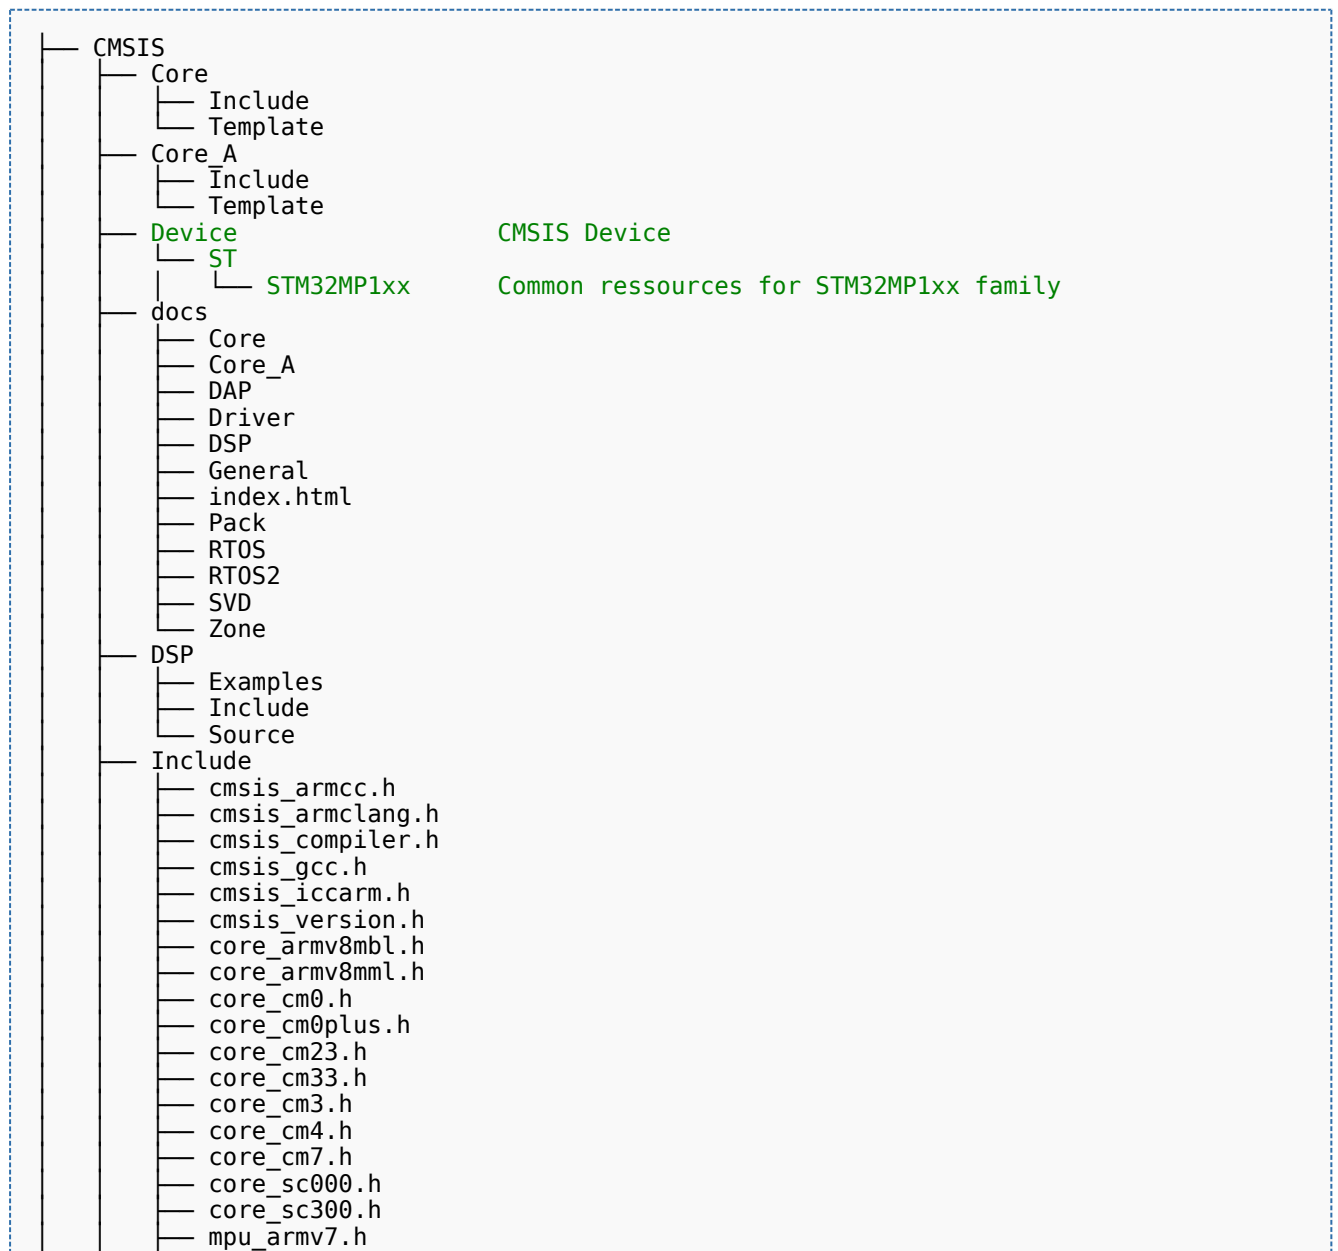 ├── CMSIS
│   ├── Core
│   │   ├── Include
│   │   └── Template
│   ├── Core_A
│   │   ├── Include
│   │   └── Template
│   ├── Device                  CMSIS Device
│   │   └── ST
│   │   │   └── STM32MP1xx      Common ressources for STM32MP1xx family
│   ├── docs
│   │   ├── Core
│   │   ├── Core_A
│   │   ├── DAP
│   │   ├── Driver
│   │   ├── DSP
│   │   ├── General
│   │   ├── index.html
│   │   ├── Pack
│   │   ├── RTOS
│   │   ├── RTOS2
│   │   ├── SVD
│   │   └── Zone
│   ├── DSP
│   │   ├── Examples
│   │   ├── Include
│   │   └── Source
│   ├── Include
│   │   ├── cmsis_armcc.h
│   │   ├── cmsis_armclang.h
│   │   ├── cmsis_compiler.h
│   │   ├── cmsis_gcc.h
│   │   ├── cmsis_iccarm.h
│   │   ├── cmsis_version.h
│   │   ├── core_armv8mbl.h
│   │   ├── core_armv8mml.h
│   │   ├── core_cm0.h
│   │   ├── core_cm0plus.h
│   │   ├── core_cm23.h
│   │   ├── core_cm33.h
│   │   ├── core_cm3.h
│   │   ├── core_cm4.h
│   │   ├── core_cm7.h
│   │   ├── core_sc000.h
│   │   ├── core_sc300.h
│   │   ├── mpu_armv7.h